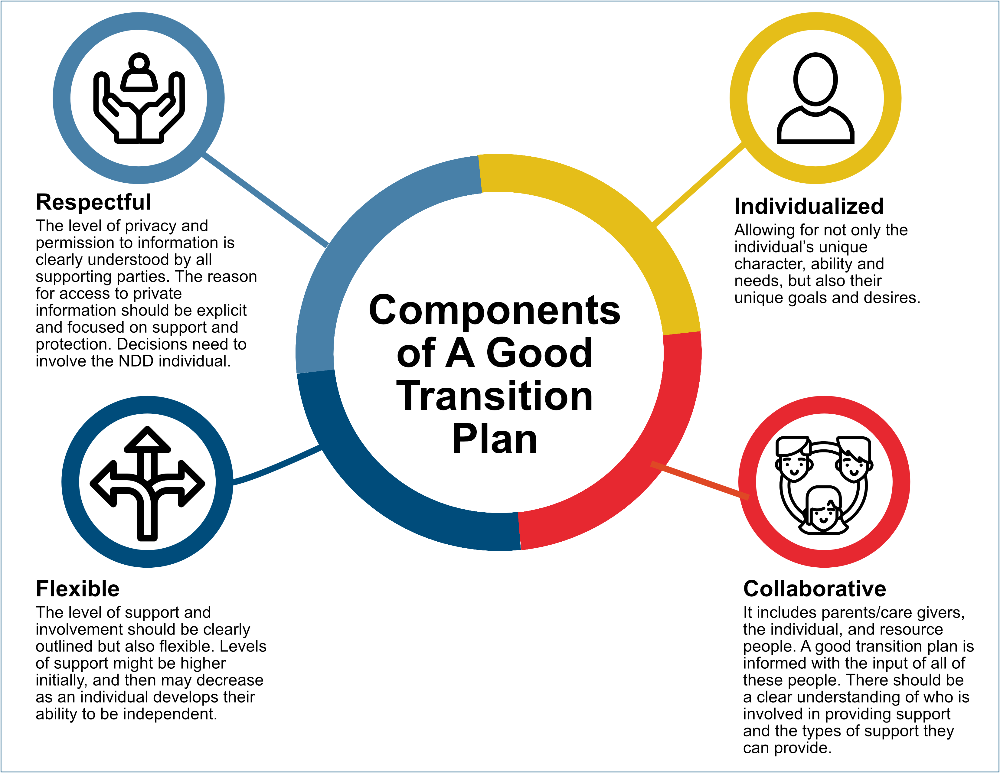 Respectful
The level of privacy and
permission to information is
clearly understood by all
supporting parties. The reason
for access to private
information should be explicit
and focused on support and
protection. Decisions need to
involve the NDD individual.
Individualized
Allowing for not only the
individual’s unique
character, ability and
needs, but also their
unique goals and desires.
Components
of A Good
Transition
Plan
Flexible
The level of support and
involvement should be clearly
outlined but also flexible. Levels
of support might be higher
initially, and then may decrease
as an individual develops their
ability to be independent.
Collaborative
It includes parents/care givers,
the individual, and resource
people. A good transition plan is
informed with the input of all of
these people. There should be
a clear understanding of who is
involved in providing support
and the types of support they
can provide.